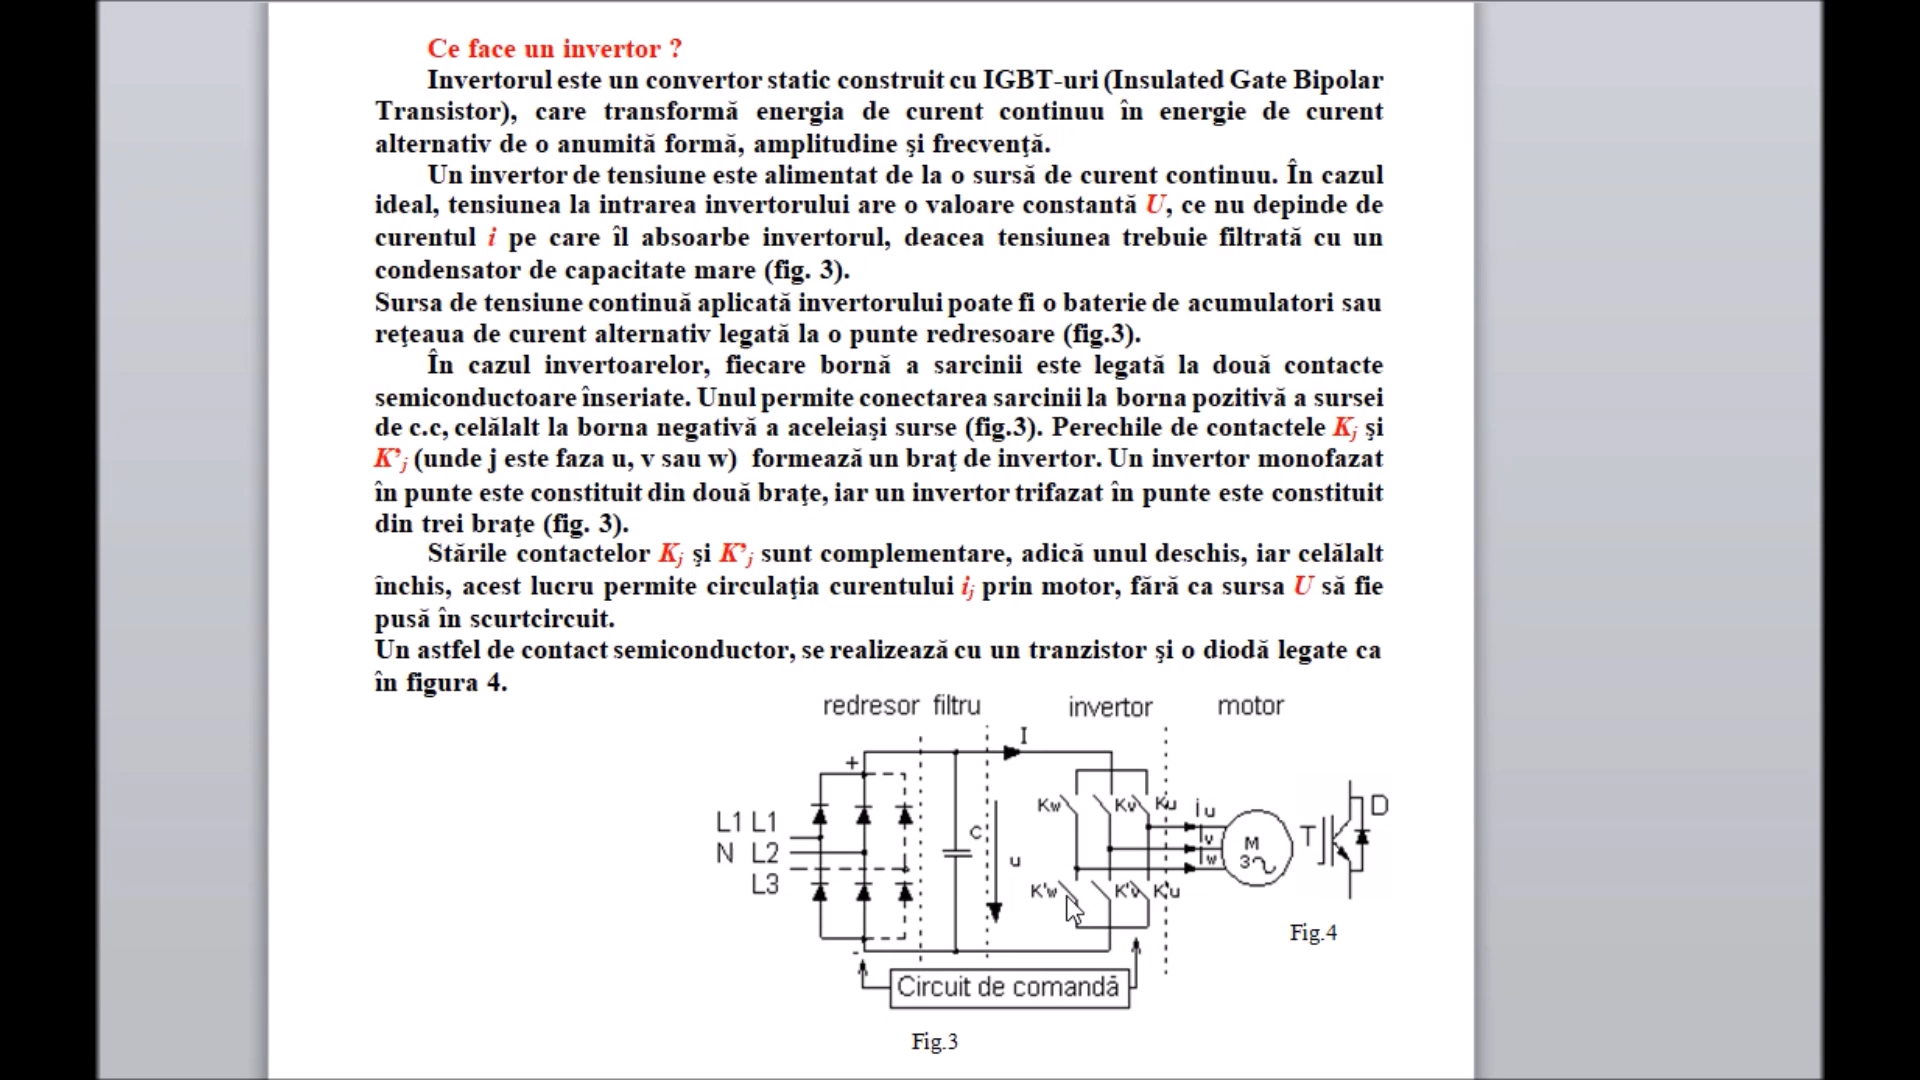 Ce face un invertor ?
Invertorul este un convertor static construit cu IGBT-uri (Insulated Gate Bipolar
Transistor), care transformă energia de curent continuu în energie de curent
alternativ de o anumită formă, amplitudine şi frecvenţă.
Un invertor de tensiune este alimentat de la o sursă de curent continuu. În cazul
ideal, tensiunea la intrarea invertorului are o valoare constantă U, ce nu depinde de
curentul i pe care îl absoarbe invertorul, deacea tensiunea trebuie filtrată cu un
condensator de capacitate mare (fig. 3).
Sursa de tensiune continuă aplicată invertorului poate fi o baterie de acumulatori sau
reţeaua de curent alternativ legată la o punte redresoare (fig.3).
În cazul invertoarelor, fiecare bornă a sarcinii este legată la două contacte
semiconductoare înseriate. Unul permite conectarea sarcinii la borna pozitivă a sursei
de c.c, celălalt la borna negativă a aceleiaşi surse (fig.3). Perechile de contactele Kj şi
K’j (unde j este faza u, v sau w) formează un braţ de invertor. Un invertor monofazat
în punte este constituit din două braţe, iar un invertor trifazat în punte este constituit
din trei braţe (fig. 3).
Stările contactelor Kj şi K’j sunt complementare, adică unul deschis, iar celălalt
închis, acest lucru permite circulaţia curentului ij prin motor, fără ca sursa U să fie
pusă în scurtcircuit.
Un astfel de contact semiconductor, se realizează cu un tranzistor şi o diodă legate ca
în figura 4.
redresor filtru invertor motor
I
+
Kw Kv Ku iu
D
L1 L1
C
iv
M
T
N L2
u
iw
3
L3
K'w K'v K'u
Fig.4
-
Circuit de comandă
Fig.3